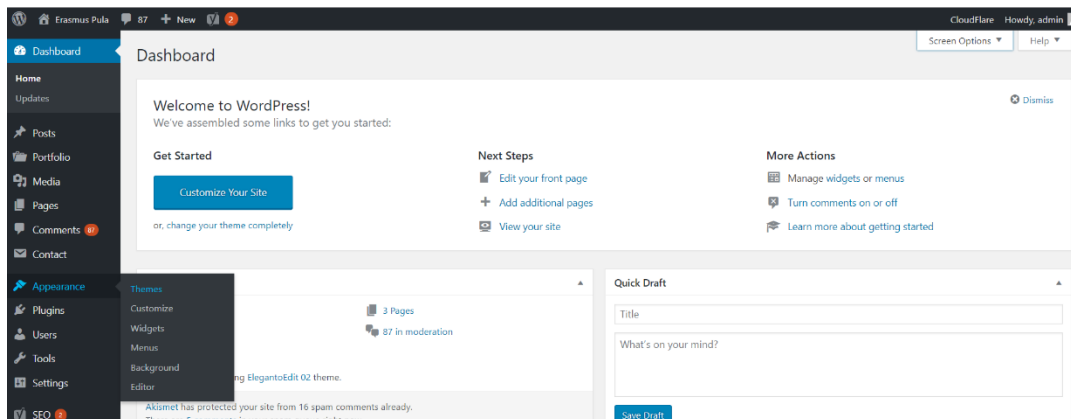 Erasmus Pula 87 + New 2 CloudFlare Howdy, admin
Dashboard
Home
Updates
Posts
Portfolio
Media
Pages
Comments 87
Contact
Appearance
Plugins
Users
Tools
Settings
SEO 2
Themes
Customize
Widgets
Menus
Background
Editor
Screen Options ▼ Help ▼
Dashboard
Welcome to WordPress!
Dismiss
We've assembled some links to get you started:
Get Started
Customize Your Site
or, change your theme completely
Next Steps
Edit your front page
Add additional pages
View your site
More Actions
Manage widgets or menus
Turn comments on or off
Learn more about getting started
3 Pages
87 in moderation
ng ElegantoEdit 02 theme.
Akismet has protected your site from 16 spam comments already.
Quick Draft
Title
What's on your mind?
Save Draft